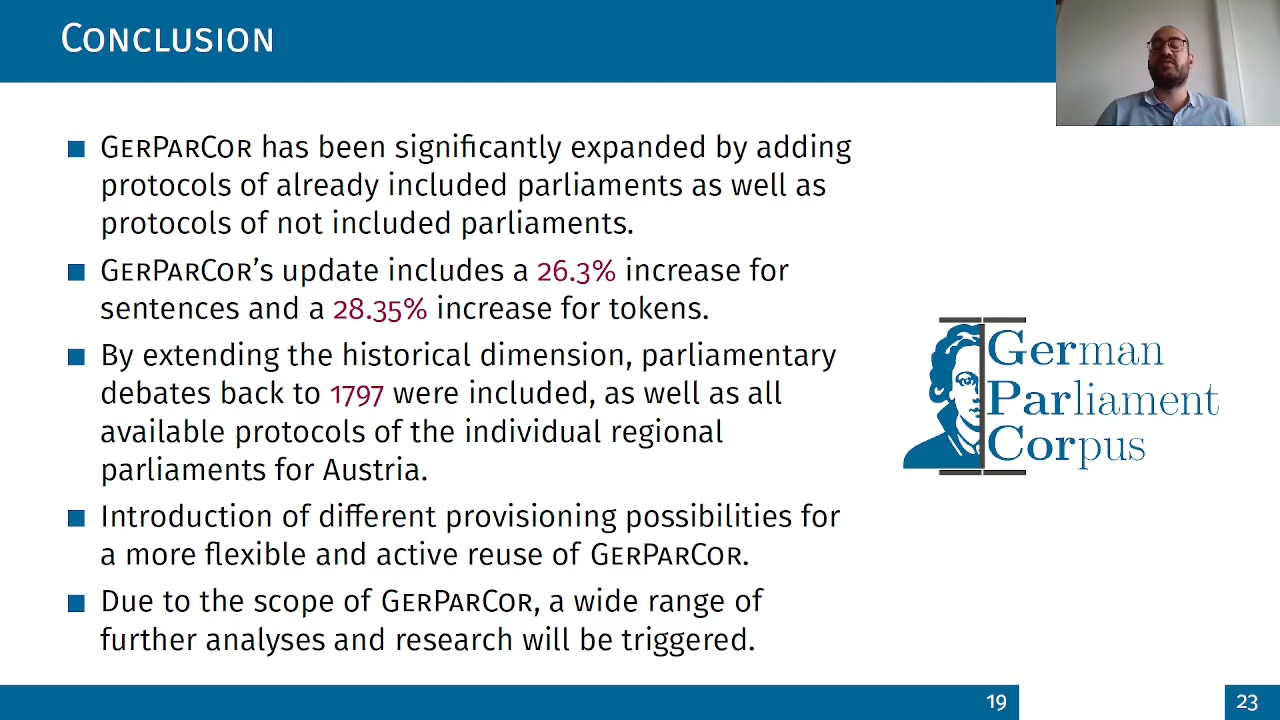 Conclusion
GerParCor has been significantly expanded by adding
protocols of already included parliaments as well as
protocols of not included parliaments.
GerParCor's update includes a 26.3% increase for
sentences and a 28.35% increase for tokens.
By extending the historical dimension, parliamentary
debates back to 1797 were included, as well as all
available protocols of the individual regional
parliaments for Austria.
Introduction of different provisioning possibilities for
a more flexible and active reuse of GerParCor.
Due to the scope of GerParCor, a wide range of
further analyses and research will be triggered.
German
Parliament
Corpus
19
23